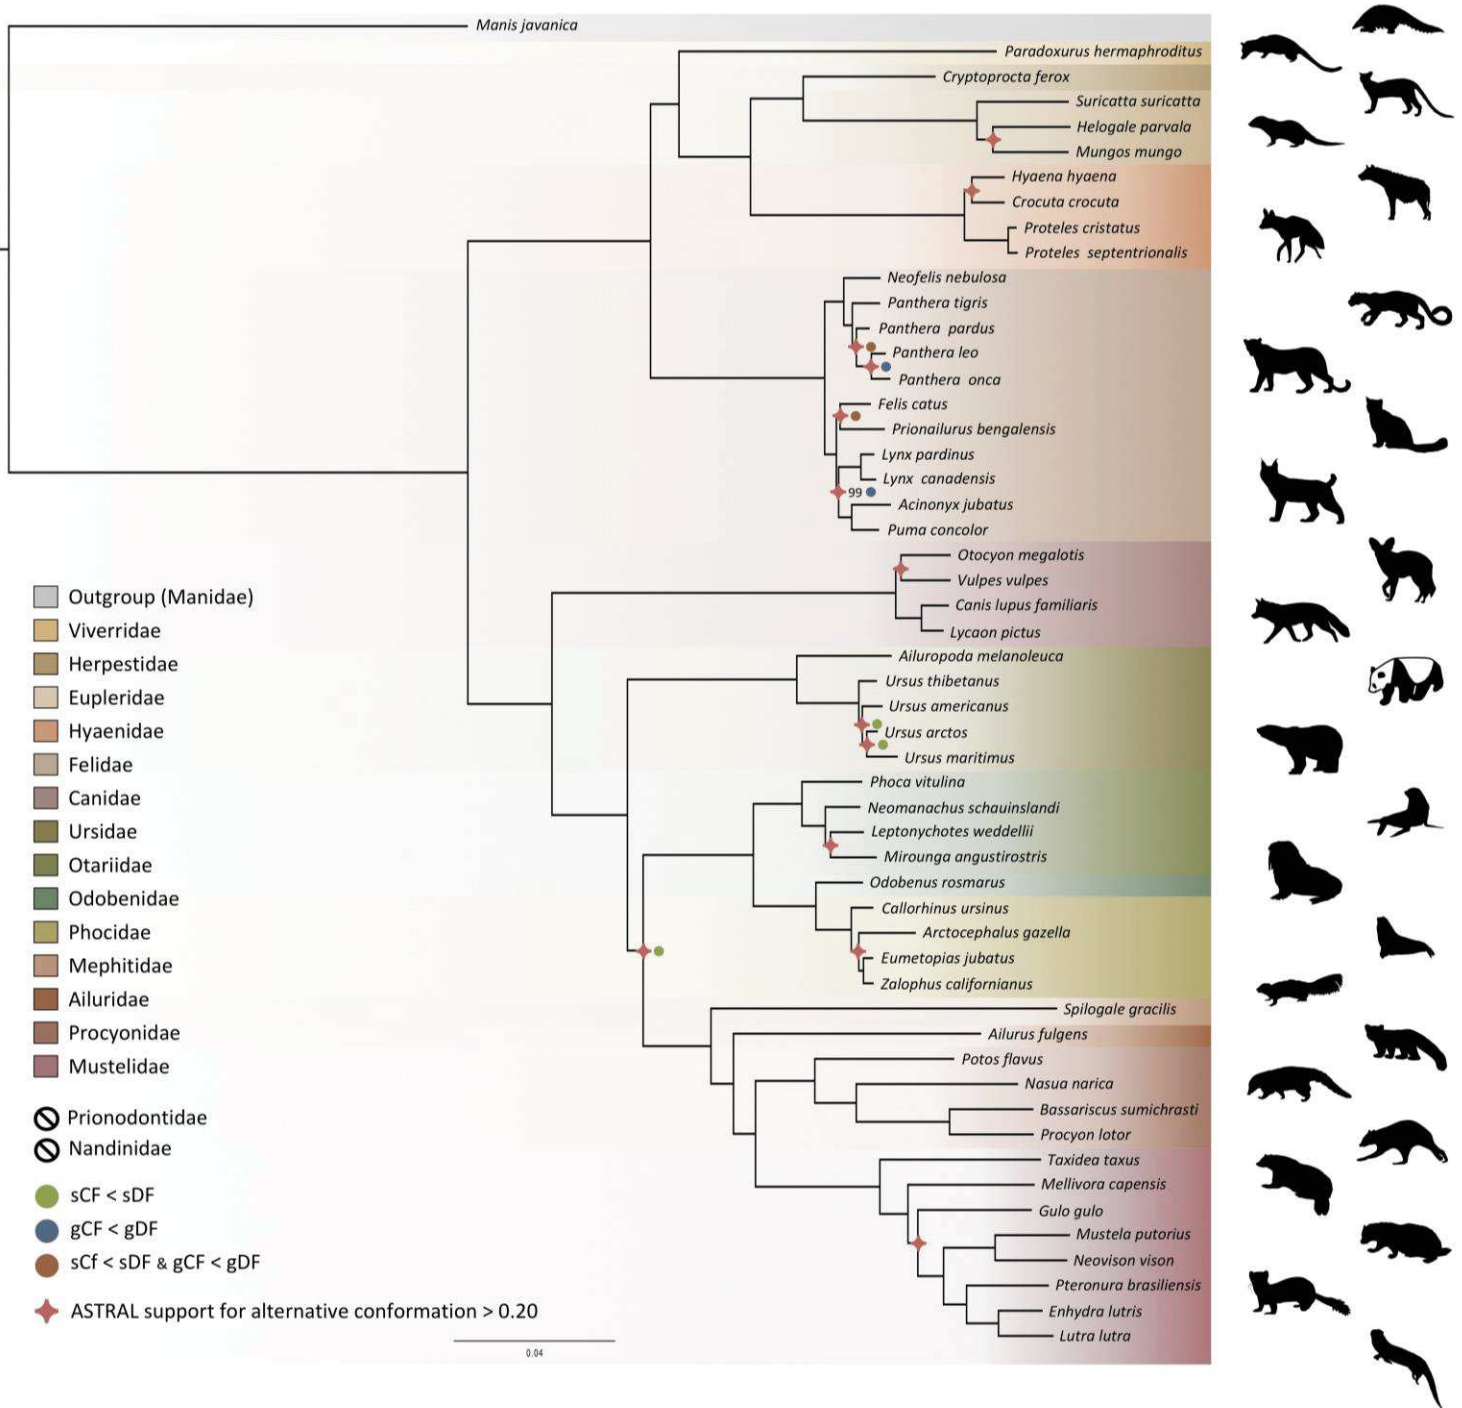 Manis javanica
Paradoxurus hermaphroditus
Cryptoprocta ferox
Suricatta suricatta
Helogale parvala
Mungos mungo
Hyaena hyaena
Crocuta crocuta
Proteles cristatus
Proteles septentrionalis
Neofelis nebulosa
Panthera tigris
Panthera pardus
Panthera leo
Panthera onca
Felis catus
Prionailurus bengalensis
Lynx pardinus
Lynx canadensis
99
Acinonyx jubatus
Puma concolor
Otocyon megalotis
Vulpes vulpes
Canis lupus familiaris
Lycaon pictus
Ailuropoda melanoleuca
Ursus thibetanus
Ursus americanus
Ursus arctos
Ursus maritimus
Phoca vitulina
Neomanachus schauinslandi
Leptonychotes weddellii
Mirounga angustirostris
Odobenus rosmarus
Callorhinus ursinus
Arctocephalus gazella
Eumetopias jubatus
Zalophus californianus
Spilogale gracilis
Ailurus fulgens
Potos flavus
Nasua narica
Bassariscus sumichrasti
Procyon lotor
Taxidea taxus
Mellivora capensis
Gulo gulo
Mustela putorius
Neovison vison
Pteronura brasiliensis
Enhydra lutris
Lutra lutra
Outgroup (Manidae)
Viverridae
Herpestidae
Eupleridae
Hyaenidae
Felidae
Canidae
Ursidae
Otariidae
Odobenidae
Phocidae
Mephitidae
Ailuridae
Procyonidae
Mustelidae
Prionodontidae
Nandinidae
sCF < sDF
gCF < gDF
sCf < sDF & gCF < gDF
ASTRAL support for alternative conformation > 0.20
0.04